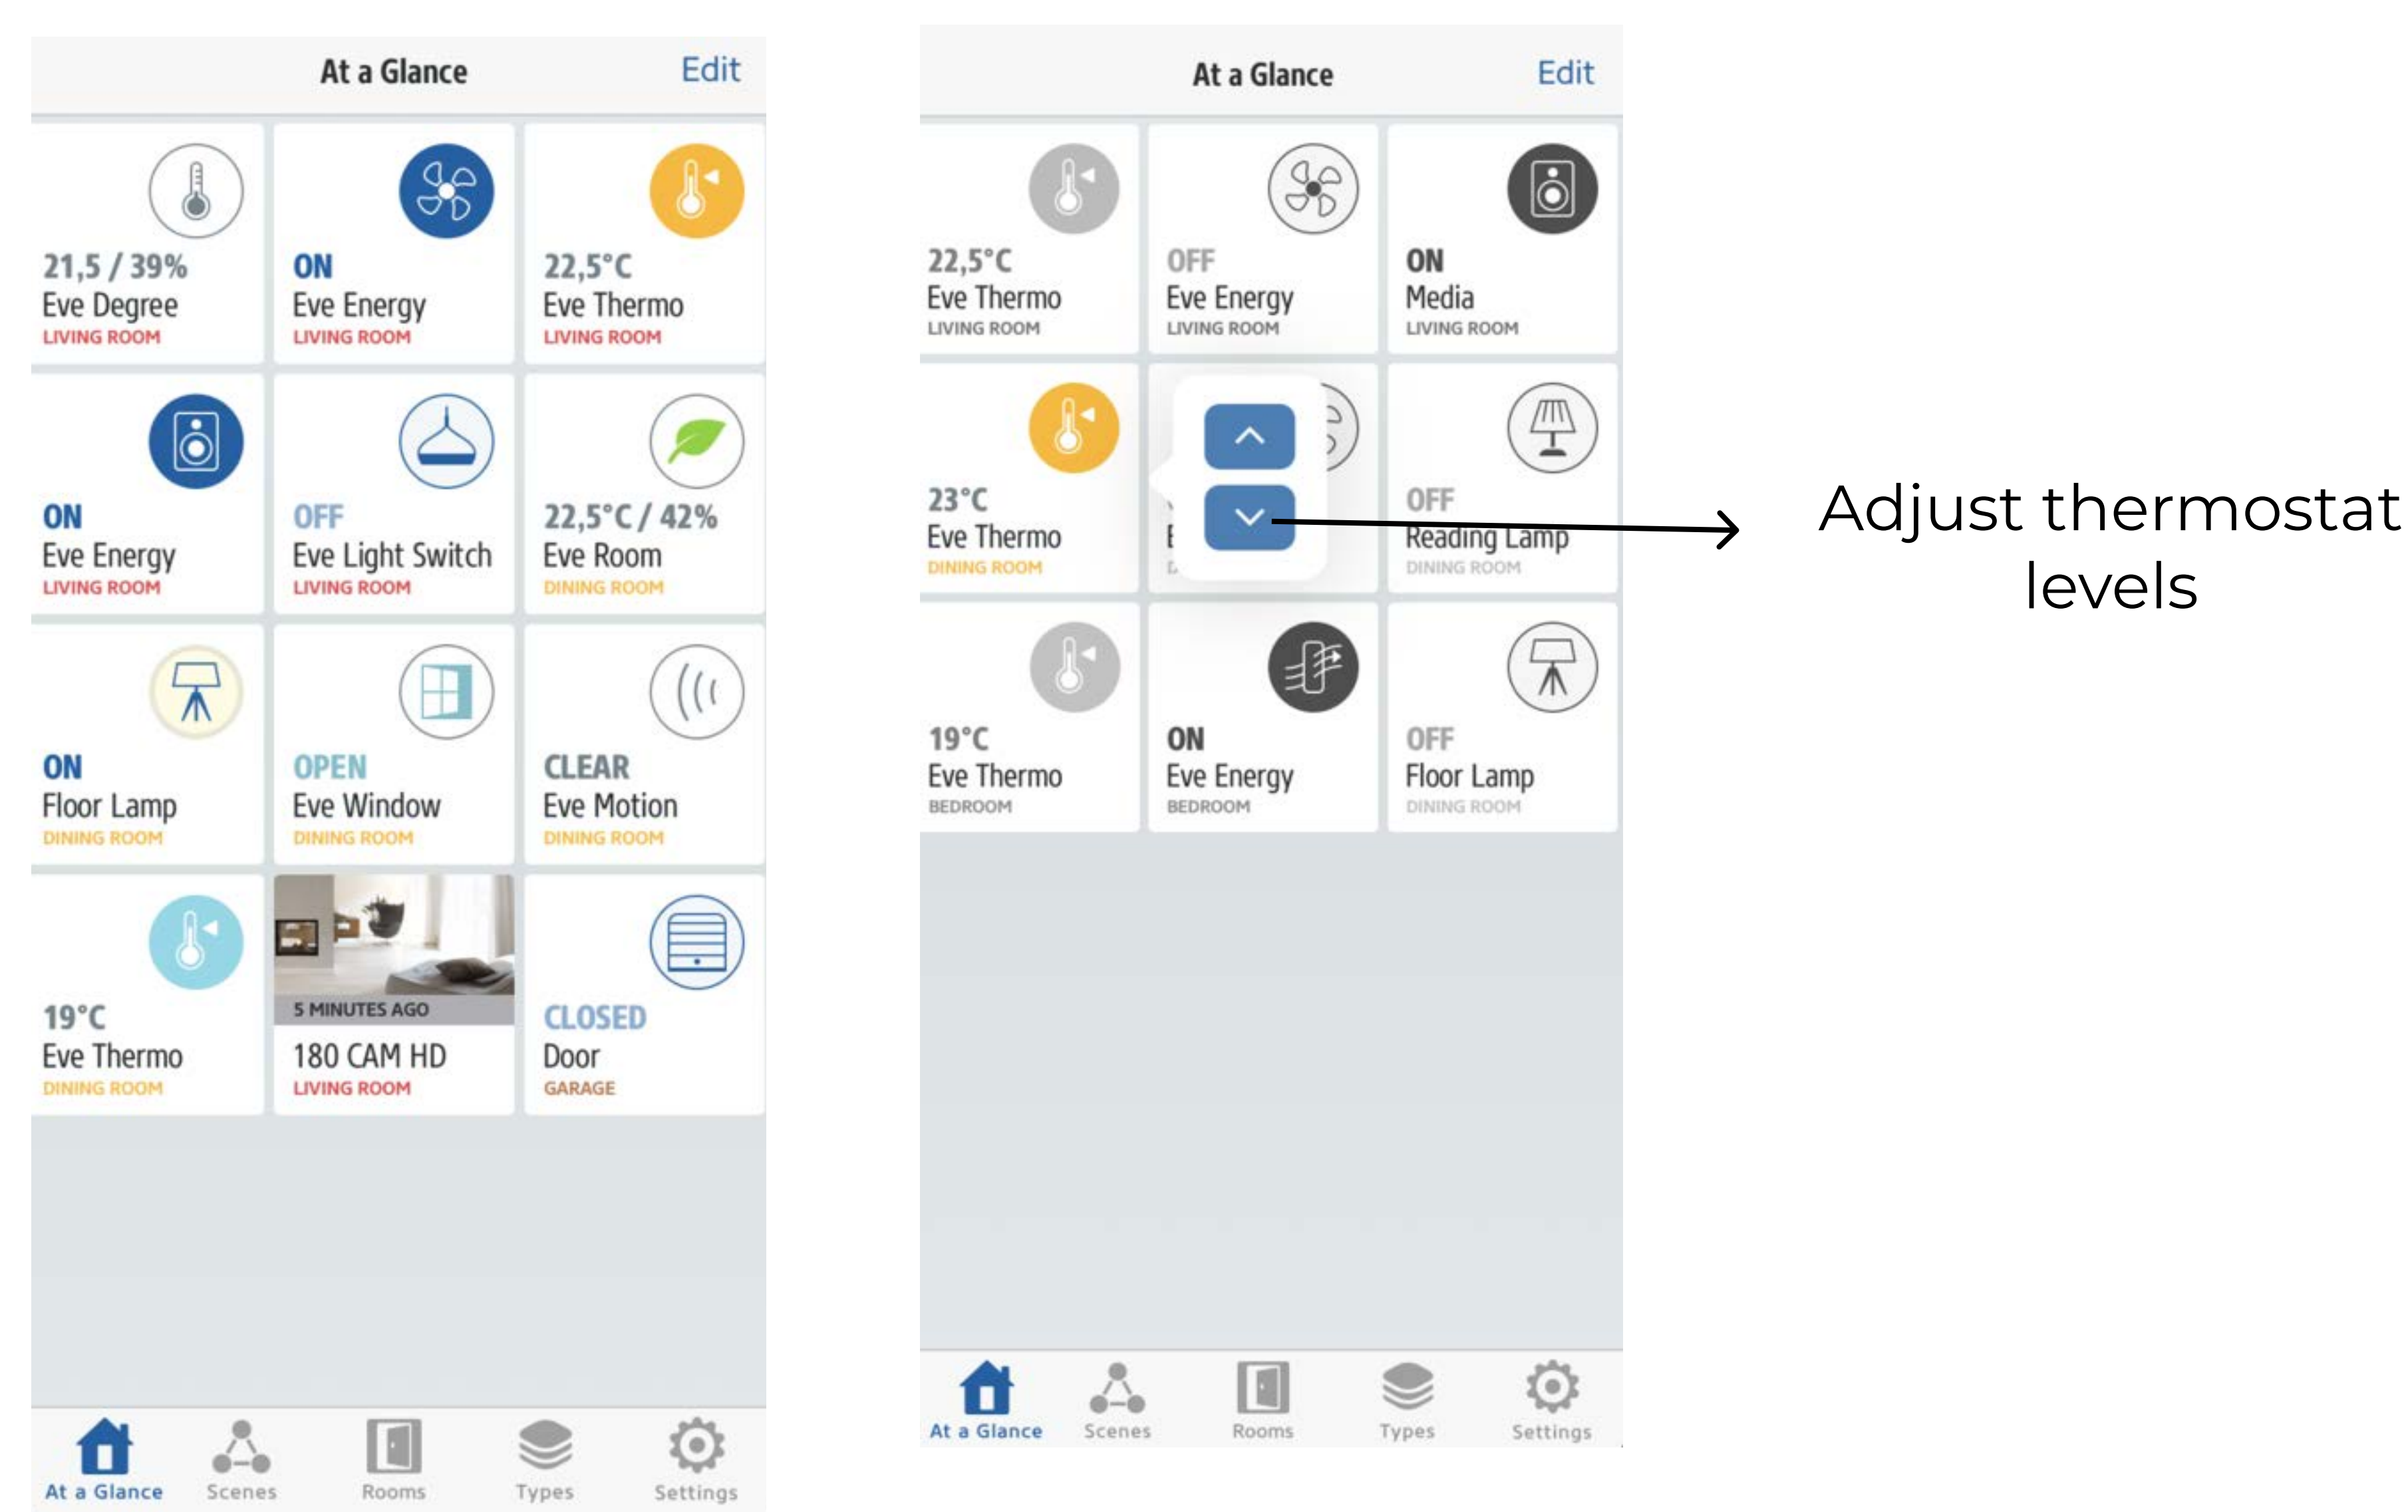 At a Glance Edit
21,5 / 39%
Eve Degree
LIVING ROOM
ON
Eve Energy
LIVING ROOM
22,5°C
Eve Thermo
LIVING ROOM
ON
Eve Energy
LIVING ROOM
OFF
Eve Light Switch
LIVING ROOM
22,5°C / 42%
Eve Room
DINING ROOM
ON
Floor Lamp
DINING ROOM
OPEN
Eve Window
DINING ROOM
CLEAR
Eve Motion
DINING ROOM
19°C
Eve Thermo
DINING ROOM
5 MINUTES AGO
180 CAM HD
LIVING ROOM
CLOSED
Door
GARAGE
At a Glance Scenes Rooms Types Settings
At a Glance Edit
22,5°C
Eve Thermo
LIVING ROOM
OFF
Eve Energy
LIVING ROOM
ON
Media
LIVING ROOM
23°C
Eve Thermo
DINING ROOM
OFF
Reading Lamp
DINING ROOM
19°C
Eve Thermo
BEDROOM
ON
Eve Energy
BEDROOM
OFF
Floor Lamp
DINING ROOM
At a Glance Scenes Rooms Types Settings
Adjust thermostat
levels